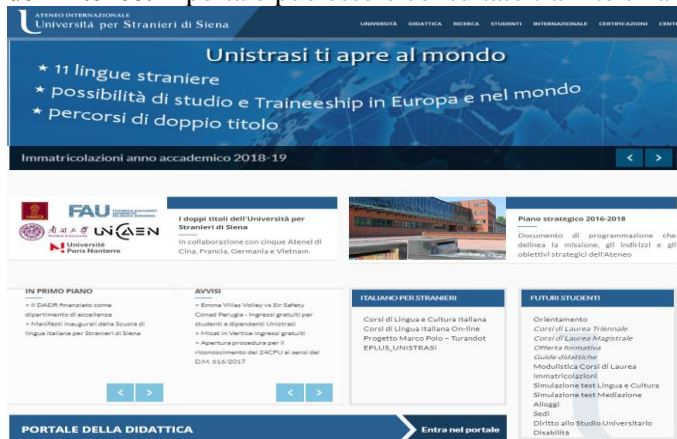 ATENEO INTERNAZIONALE
Università per Stranieri di Siena
UNIVERSITÀ DIDATTICA RICERCA STUDENTI INTERNAZIONALE CERTIFICAZIONI
Unistrasi ti apre al mondo
* 11 lingue straniere
* possibilità di studio e Traineeship in Europa e nel mondo
* percorsi di doppio titolo
Immatricolazioni anno accademico 2018-19
< >
HANOI
FAU
南開大學
UNICAEN
Université
Paris Nanterre
I doppi titoli dell'Università per
Stranieri di Siena
In collaborazione con cinque Atenei di
Cina, Francia, Germania e Vietnam.
Piano strategico 2016-2018
Documento di programmazione che
delinea la missione, gli indirizzi e gli
obiettivi strategici dell'Ateneo
IN PRIMO PIANO
» Il DADR finanziato come
dipartimento di eccellenza
» Manifesti inaugurali della Scuola di
lingua italiana per Stranieri di Siena
< >
AVVISI
» Emma Villas Volley vs Sir Safety
Conad Perugia - Ingressi gratuiti per
studenti e dipendenti Unistrasi
» Micat in Vertice ingressi gratuiti
» Apertura procedura per il
riconoscimento dei 24CFU ai sensi del
D.M. 616/2017
< >
ITALIANO PER STRANIERI
Corsi di Lingua e Cultura Italiana
Corsi di Lingua Italiana On-line
Progetto Marco Polo – Turandot
EPLUS_UNISTRASI
FUTURI STUDENTI
Orientamento
Corsi di Laurea Triennale
Corsi di Laurea Magistrale
Offerta formativa
Guide didattiche
Modulistica Corsi di Laurea
Immatricolazioni
Simulazione test Lingua e Cultura
Simulazione test Mediazione
Alloggi
Sedi
Diritto allo Studio Universitario
Disabilità
PORTALE DELLA DIDATTICA
Entra nel portale